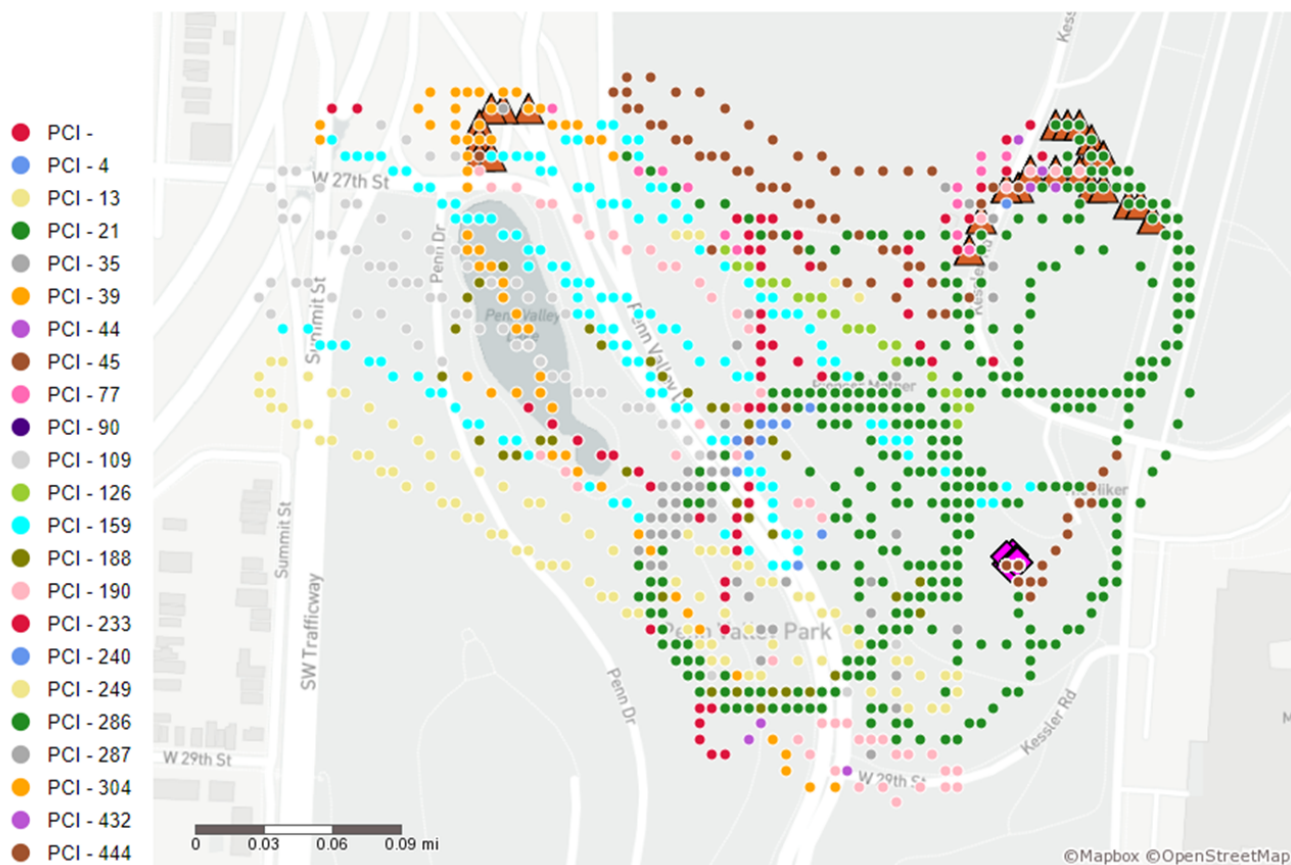 PCI -
PCI - 4
PCI - 13
PCI - 21
PCI - 35
PCI - 39
PCI - 44
PCI - 45
PCI - 77
PCI - 90
PCI - 109
PCI - 126
PCI - 159
PCI - 188
PCI - 190
PCI - 233
PCI - 240
PCI - 249
PCI - 286
PCI - 287
PCI - 304
PCI - 432
PCI - 444
W 27th St
Penn Dr
Summit St
Penn Valley
Kessler Rd
Summit St
SW Trafficway
Penn Valley Park
Penn Dr
Kessler Rd
W 29th St
W 29th St
0 0.03 0.06 0.09 mi
©Mapbox ©OpenStreetMap